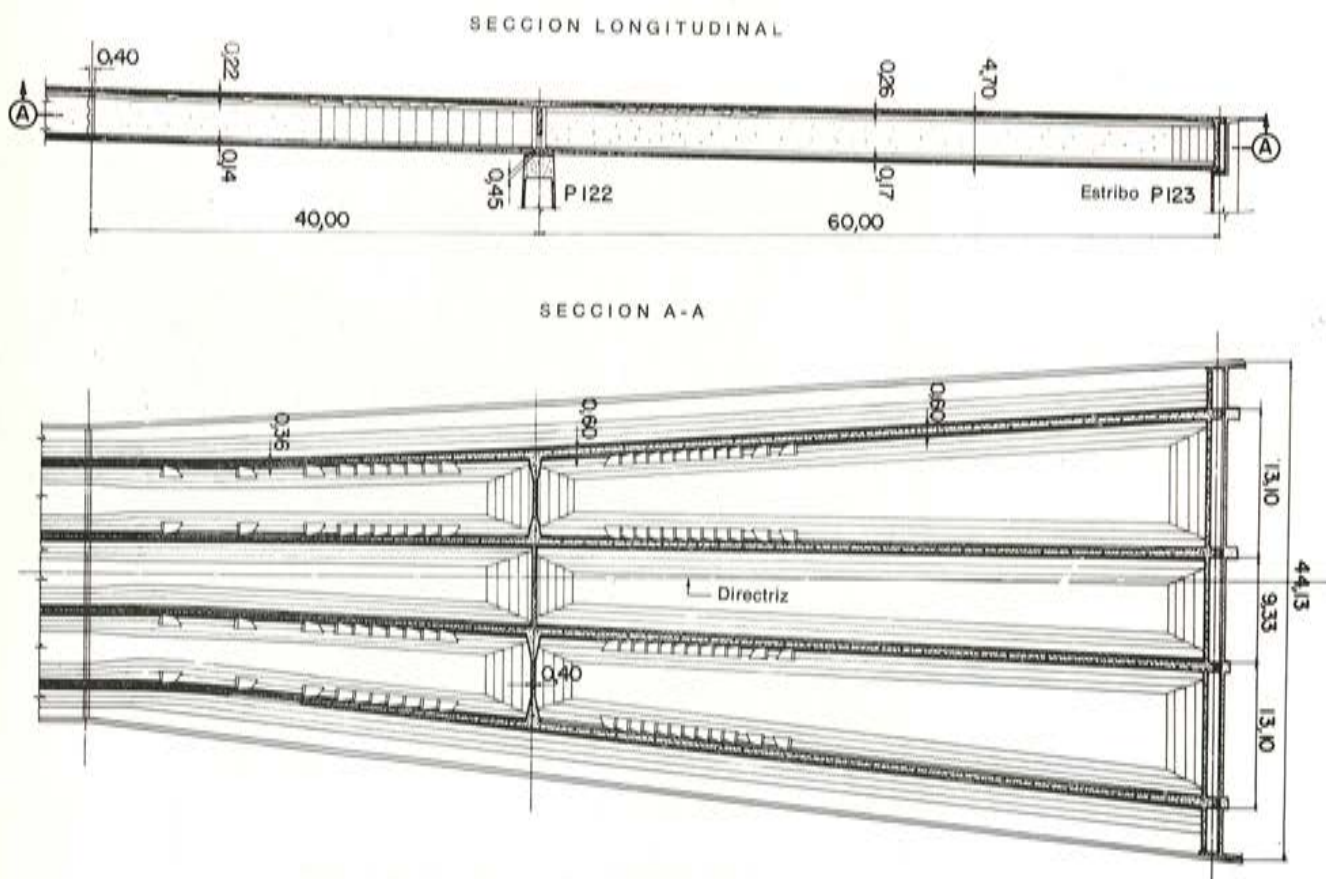 SECCION LONGITUDINAL
0,40
0,22
0,26
4,70
A
A
0,14
0,45
P122
0,17
Estribo P123
40,00
60,00
SECCION A-A
0,36
0,60
0,60
13,10
44,13
Directriz
9,33
0,40
13,10